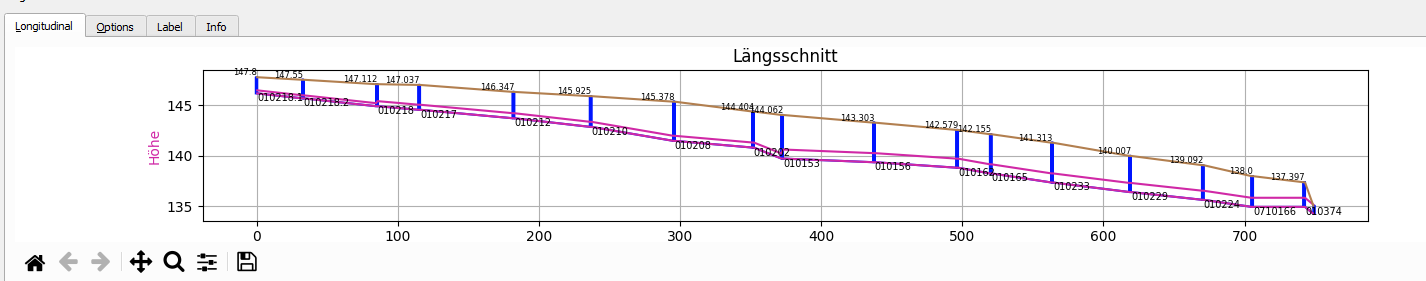 Longitudinal Options Label Info
Längsschnitt
147.8 147.55 147.112 147.037 146.347 145.925 145.378 144.404 144.062 143.303 142.579 142.155 141.313 140.007 139.092 138.0 137.397
Höhe
145
140
135
010218.1 010218.2 010218 010217 010212 010210 010208 010202 010153 010156 010162 010165 010233 010229 010224 0710166 010374
0 100 200 300 400 500 600 700